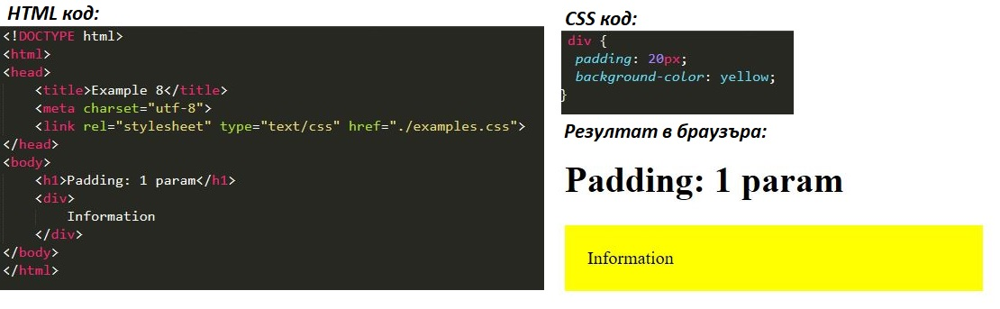 HTML код:
<!DOCTYPE html>
<html>
<head>
    <title>Example 8</title>
    <meta charset="utf-8">
    <link rel="stylesheet" type="text/css" href="./examples.css">
</head>
<body>
    <h1>Padding: 1 param</h1>
    <div>
        Information
    </div>
</body>
</html>
CSS код:
div {
padding: 20px;
background-color: yellow;
}
Резултат в браузъра:
Padding: 1 param
Information